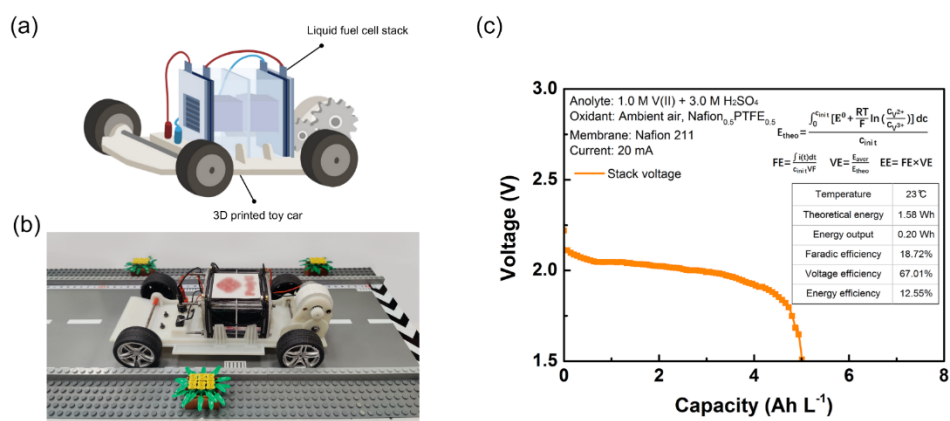 (a)
Liquid fuel cell stack
3D printed toy car
(b)
(c)
Voltage (V)
3.0
2.5
2.0
1.5
Anolyte: 1.0 M V(II) + 3.0 M H₂SO₄
Oxidant: Ambient air, Nafion₀.₅PTFE₀.₅
Membrane: Nafion 211
Current: 20 mA
Stack voltage
E_theo = ∫₀^c_init [E⁰ + RT/F ln(c_V²⁺/c_V³⁺)] dc / c_init
FE = ∫i(t)dt / c_init VF VE = E_aver / E_theo EE = FE×VE
Temperature 23℃
Theoretical energy 1.58 Wh
Energy output 0.20 Wh
Faradic efficiency 18.72%
Voltage efficiency 67.01%
Energy efficiency 12.55%
0 2 4 6 8
Capacity (Ah L⁻¹)